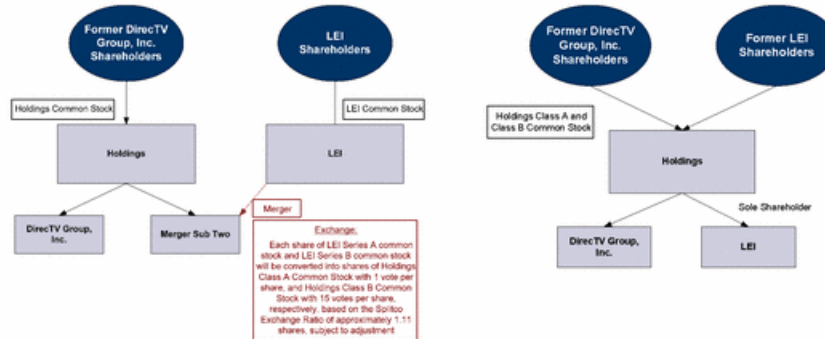 Former DirecTV
Group, Inc.
Shareholders
LEI
Shareholders
Holdings Common Stock
LEI Common Stock
Holdings
LEI
DirecTV Group,
Inc.
Merger Sub Two
Merger
Exchange:
Each share of LEI Series A common
stock and LEI Series B common stock
will be converted into shares of Holdings
Class A Common Stock with 1 vote per
share, and Holdings Class B Common
Stock with 15 votes per share,
respectively, based on the Splitco
Exchange Ratio of approximately 1.11
shares, subject to adjustment
Former DirecTV
Group, Inc.
Shareholders
Former LEI
Shareholders
Holdings Class A and
Class B Common Stock
Holdings
Sole Shareholder
DirecTV Group,
Inc.
LEI